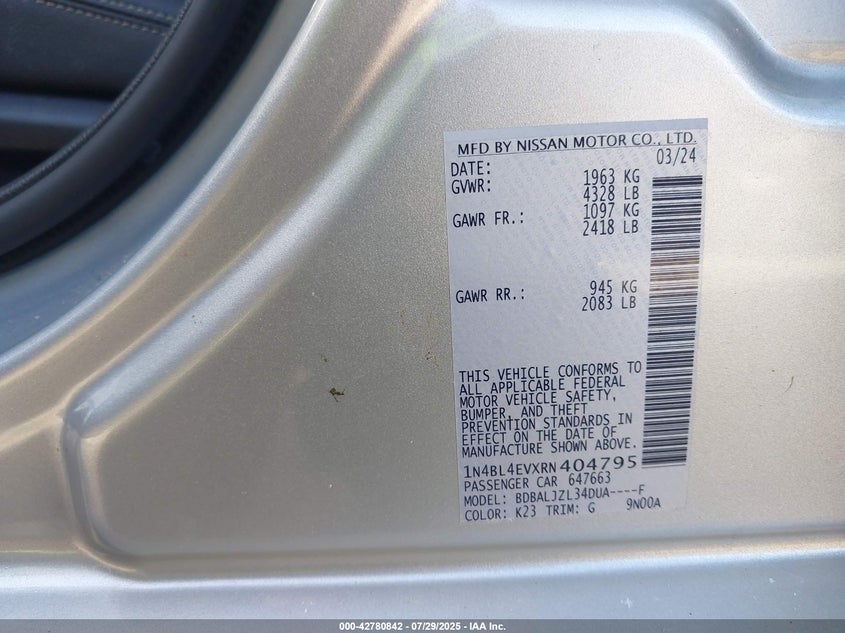 MFD BY NISSAN MOTOR CO., LTD.
DATE: 03/24
GVWR: 1963 KG
4328 LB
GAWR FR.: 1097 KG
2418 LB
GAWR RR.: 945 KG
2083 LB
THIS VEHICLE CONFORMS TO
ALL APPLICABLE FEDERAL
MOTOR VEHICLE SAFETY,
BUMPER, AND THEFT
PREVENTION STANDARDS IN
EFFECT ON THE DATE OF
MANUFACTURE SHOWN ABOVE.
1N4BL4EVXRN404795
PASSENGER CAR 647663
MODEL: BDBALJZL34DUA----F
COLOR: K23 TRIM: G 9N00A
000-42780842 - 07/29/2025 - IAA Inc.